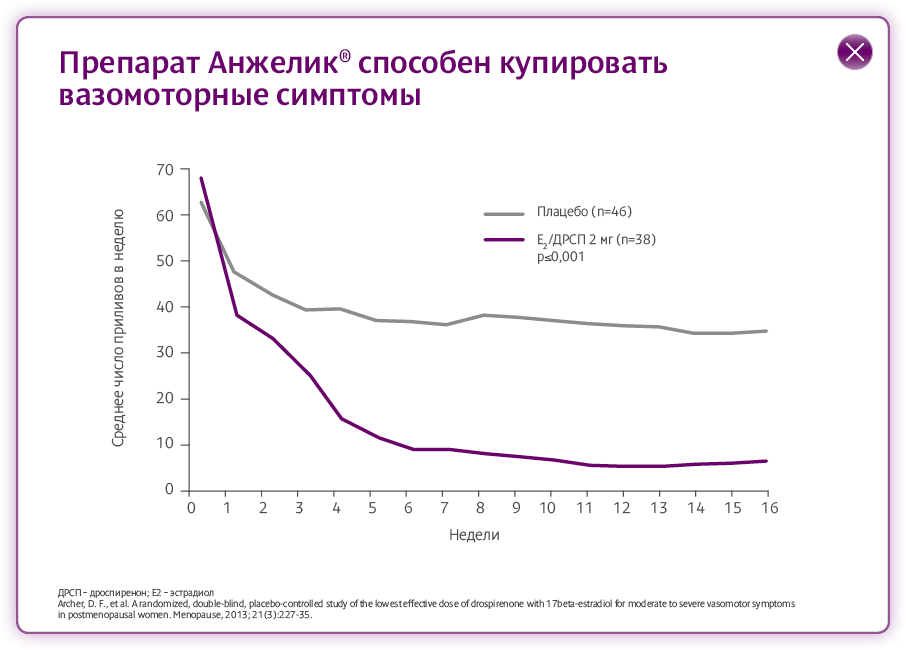 Препарат Анжелик® способен купировать
вазомоторные симптомы
Среднее число приливов в неделю
70
60
50
40
30
20
10
0
Плацебо (n=46)
E₂/ДРСП 2 мг (n=38)
p≤0,001
0 1 2 3 4 5 6 7 8 9 10 11 12 13 14 15 16
Недели
ДРСП – дроспиренон; E2 – эстрадиол
Archer, D. F., et al. A randomized, double-blind, placebo-controlled study of the lowest effective dose of drospirenone with 17beta-estradiol for moderate to severe vasomotor symptoms
in postmenopausal women. Menopause, 2013; 21(3):227-35.